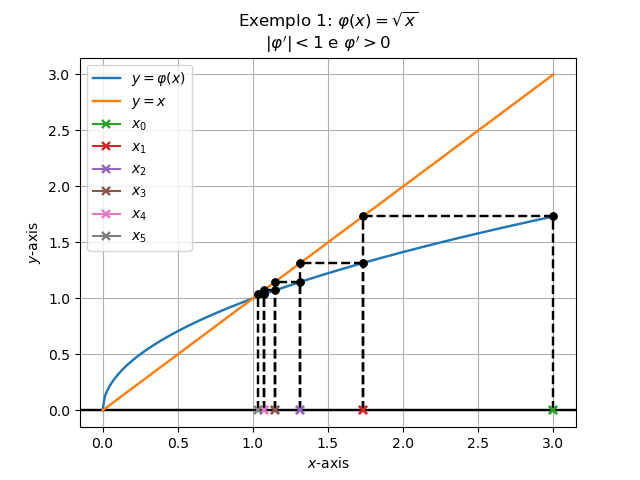 Exemplo 1: φ(x) = √x
|φ′| < 1 e φ′ > 0
y = φ(x)
y = x
x₀
x₁
x₂
x₃
x₄
x₅
y-axis
3.0
2.5
2.0
1.5
1.0
0.5
0.0
0.0 0.5 1.0 1.5 2.0 2.5 3.0
x-axis